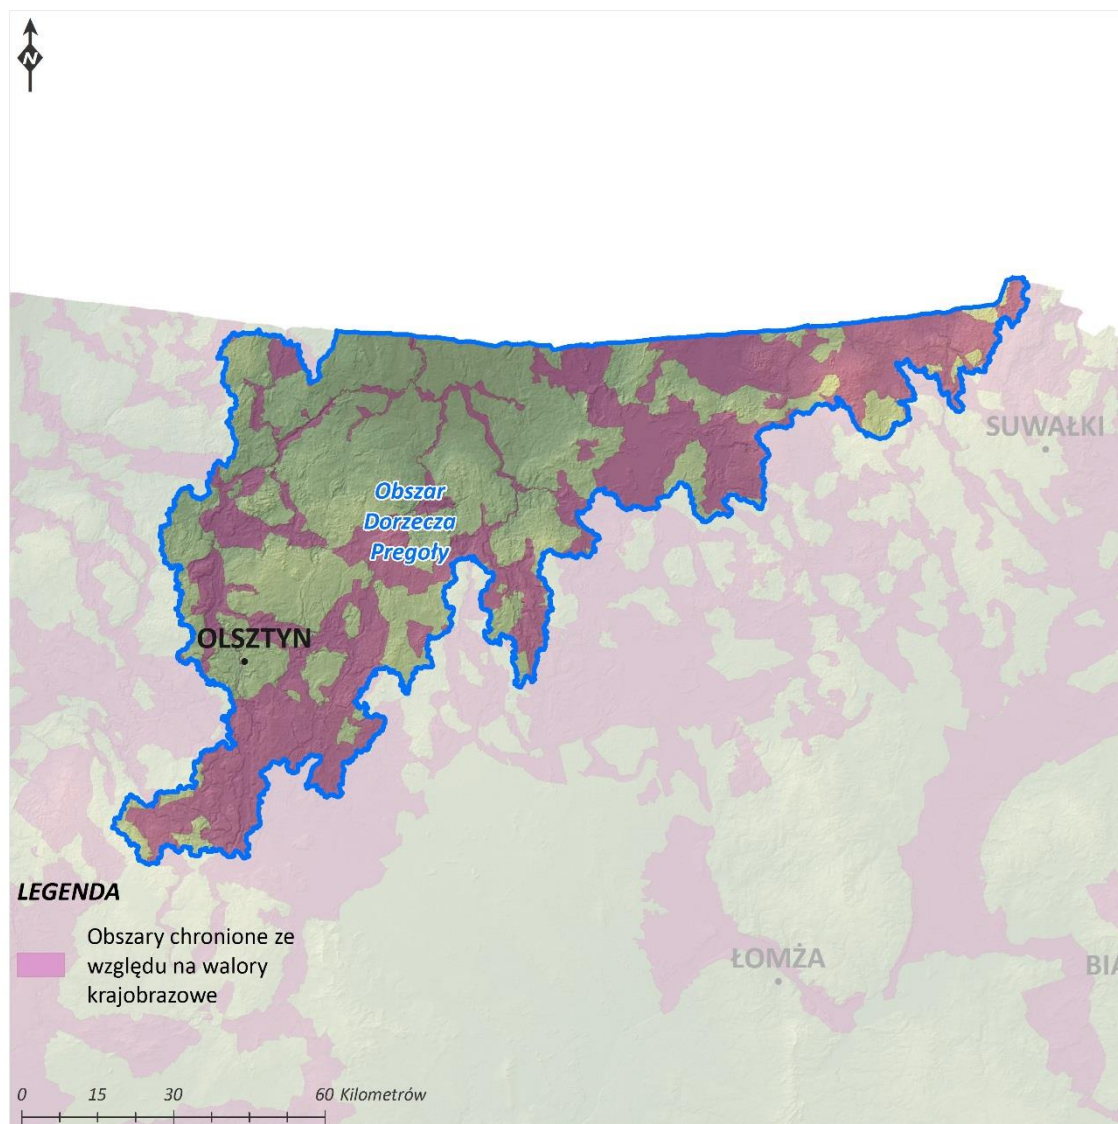 N
SUWAŁKI
Obszar
Dorzecza
Pregoły
OLSZTYN
LEGENDA
Obszary chronione ze
względu na walory
krajobrazowe
ŁOMŻA
BIA
0 15 30 60 Kilometrów